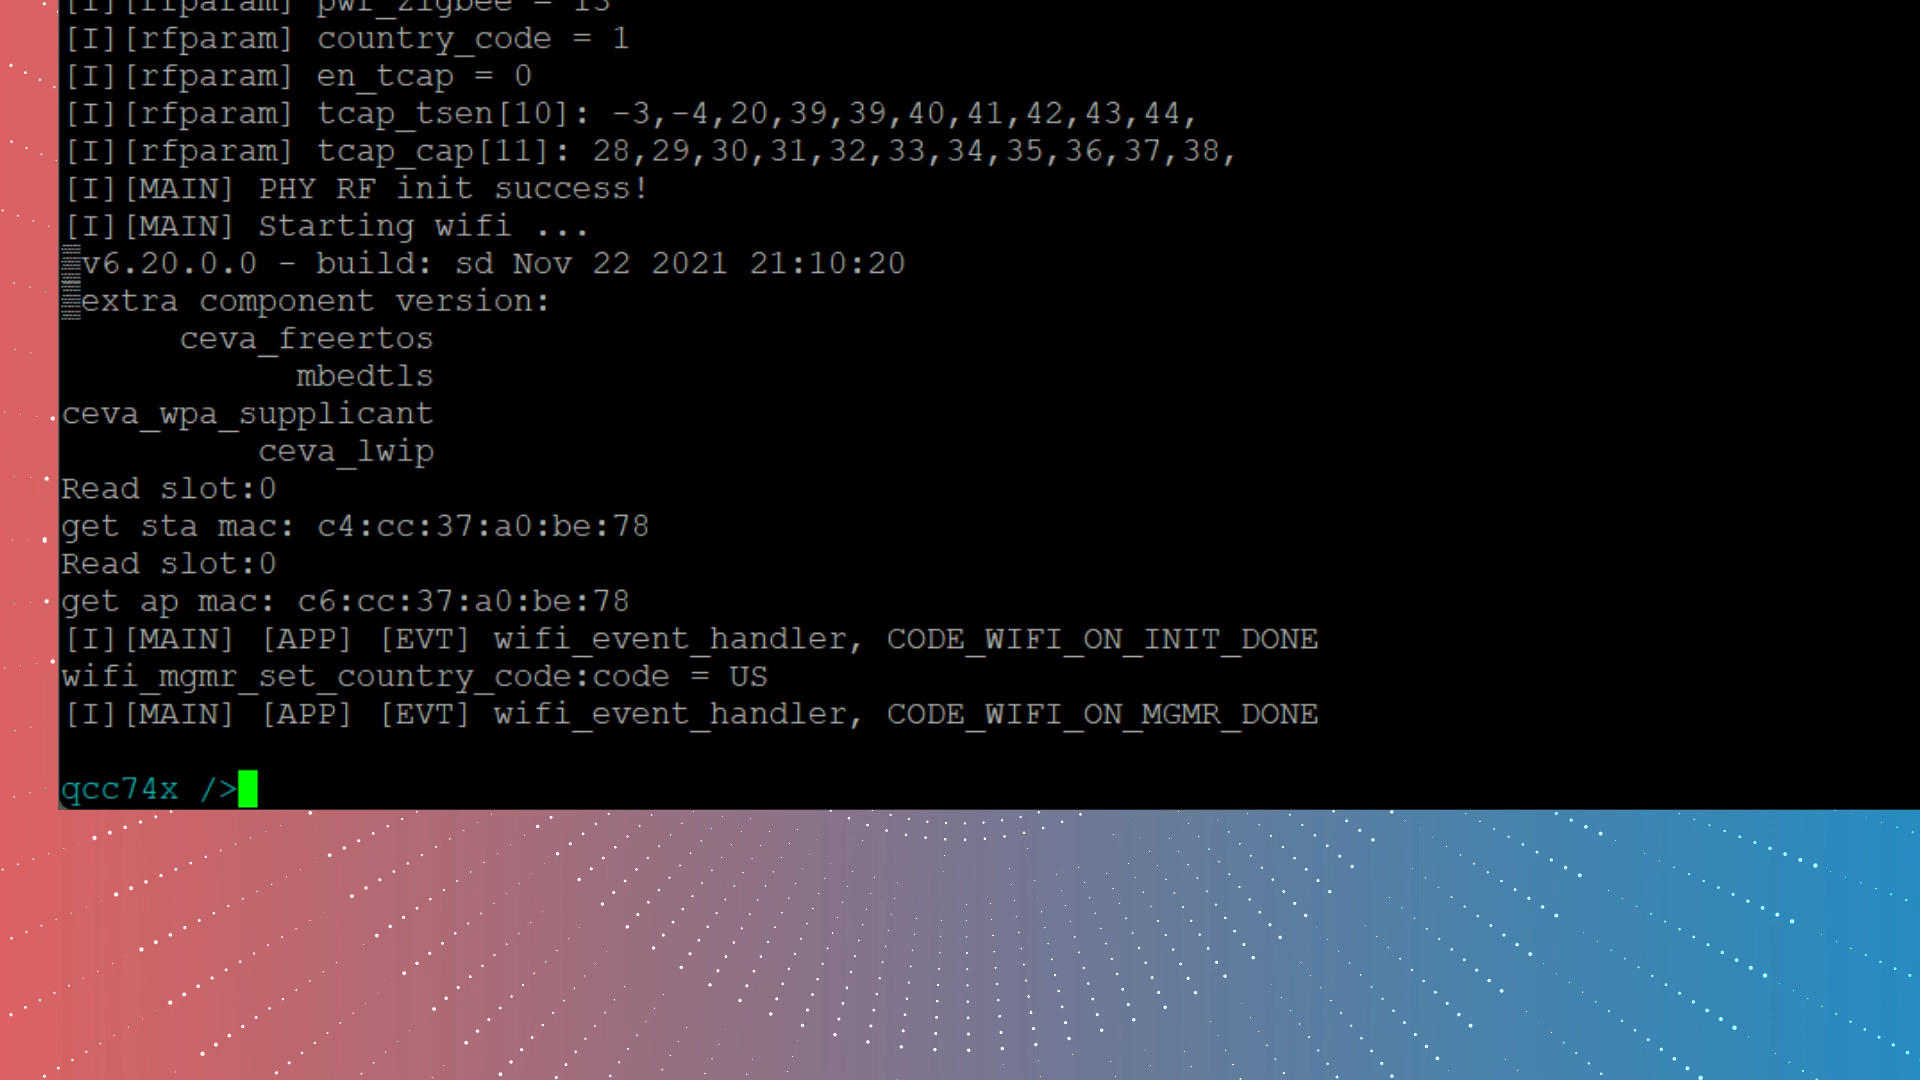 [I][rfparam] pwr_zigbee = 13
[I][rfparam] country_code = 1
[I][rfparam] en_tcap = 0
[I][rfparam] tcap_tsen[10]: -3,-4,20,39,39,40,41,42,43,44,
[I][rfparam] tcap_cap[11]: 28,29,30,31,32,33,34,35,36,37,38,
[I][MAIN] PHY RF init success!
[I][MAIN] Starting wifi ...
v6.20.0.0 - build: sd Nov 22 2021 21:10:20
extra component version:
ceva_freertos
mbedtls
ceva_wpa_supplicant
ceva_lwip
Read slot:0
get sta mac: c4:cc:37:a0:be:78
Read slot:0
get ap mac: c6:cc:37:a0:be:78
[I][MAIN] [APP] [EVT] wifi_event_handler, CODE_WIFI_ON_INIT_DONE
wifi_mgmr_set_country_code:code = US
[I][MAIN] [APP] [EVT] wifi_event_handler, CODE_WIFI_ON_MGMR_DONE
qcc74x />